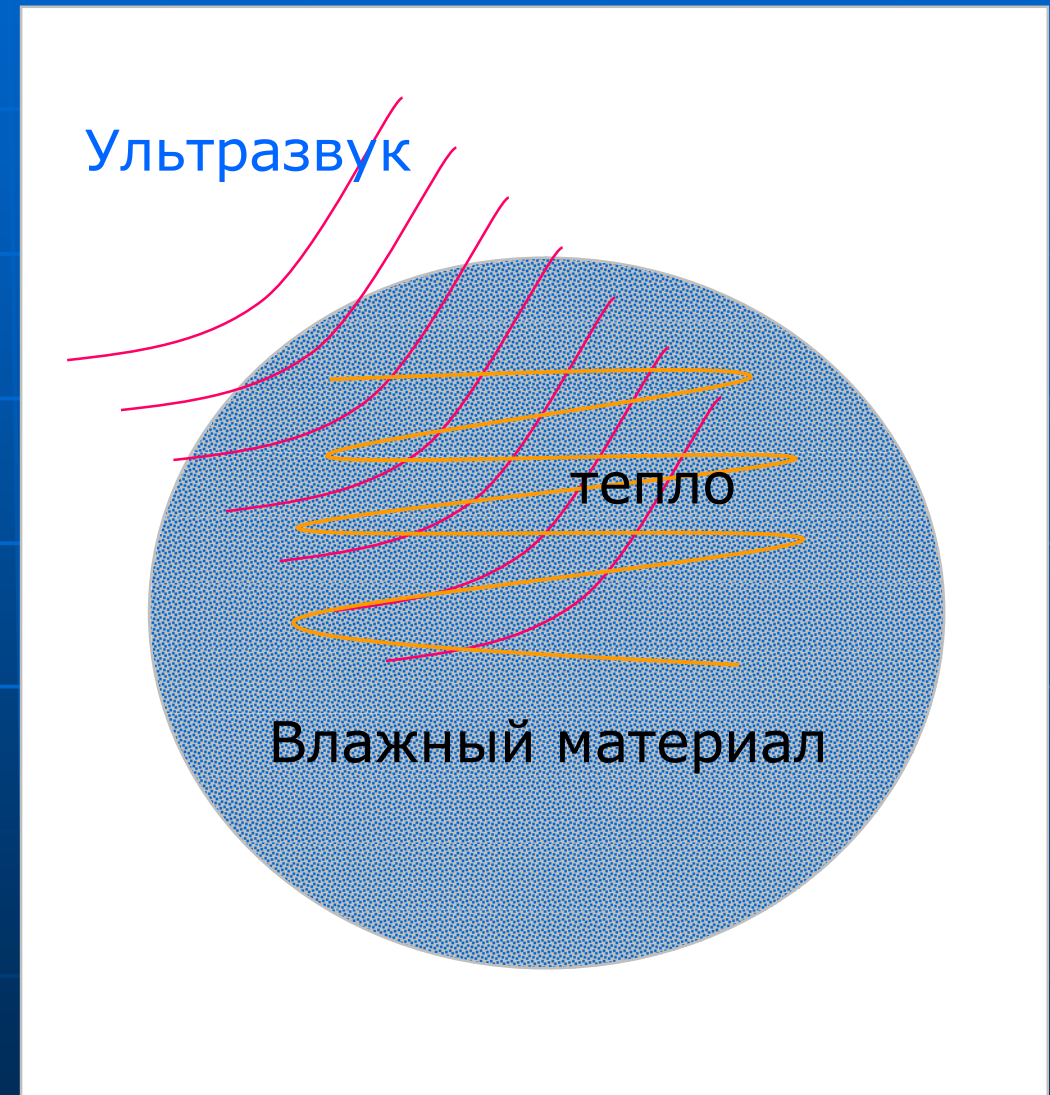 Ультразвук
тепло
Влажный материал